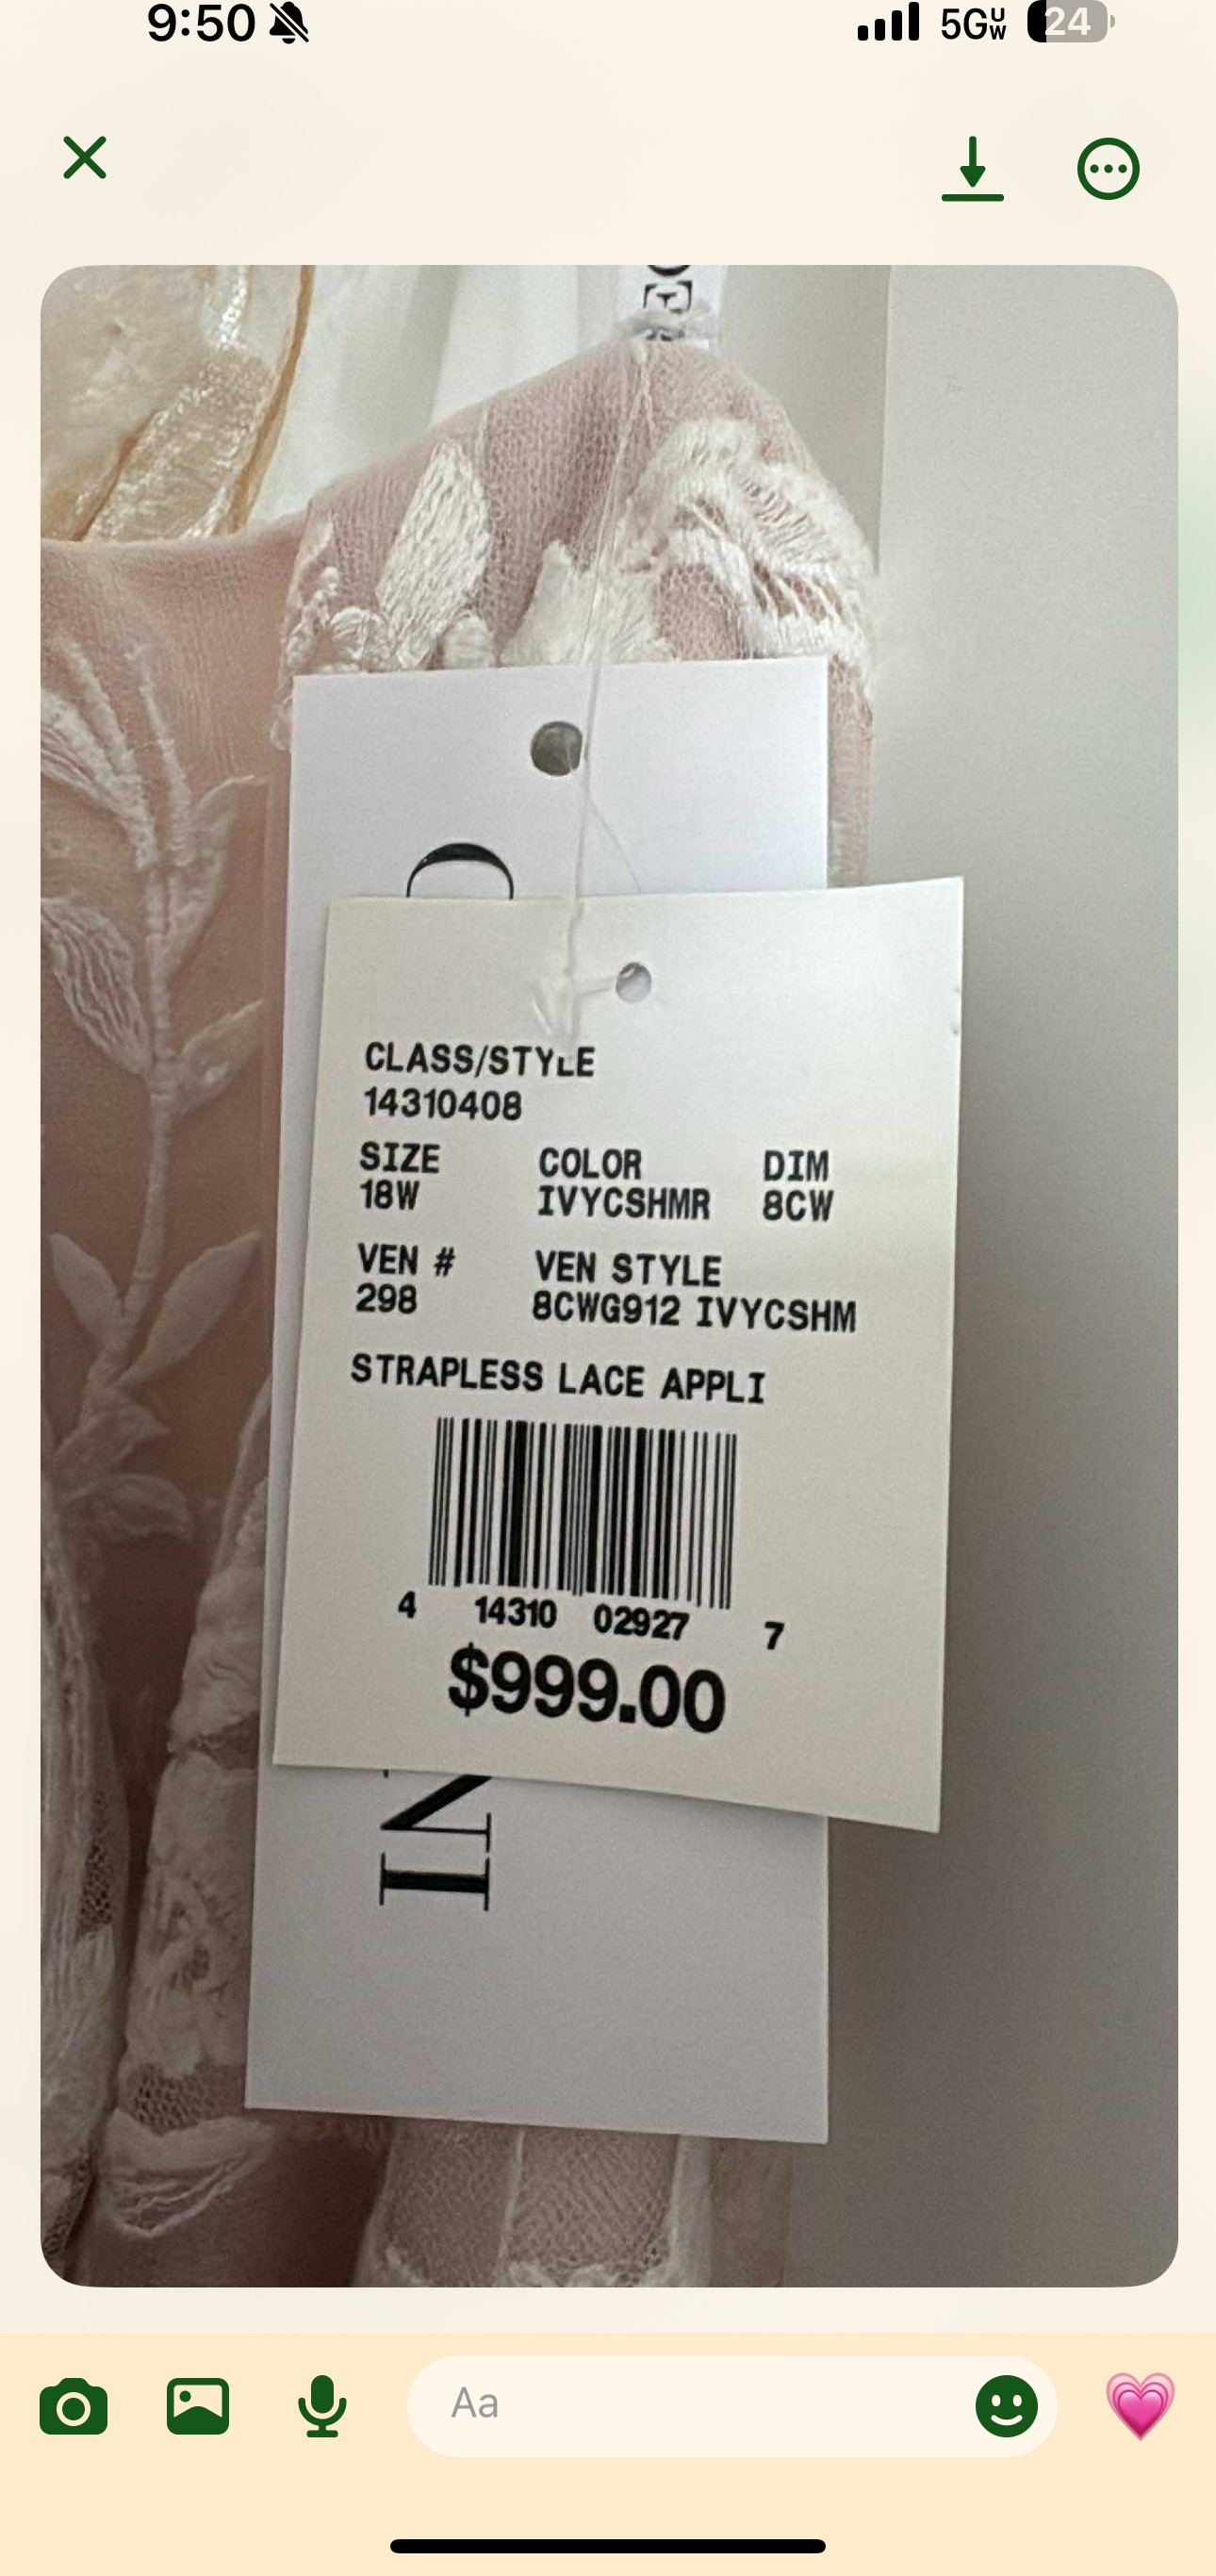 9:50
5GUW
24
CLASS/STYLE
14310408
SIZE COLOR DIM
18W IVYCSHMR 8CW
VEN # VEN STYLE
298 8CWG912 IVYCSHM
STRAPLESS LACE APPLI
4 14310 02927 7
$999.00
Aa